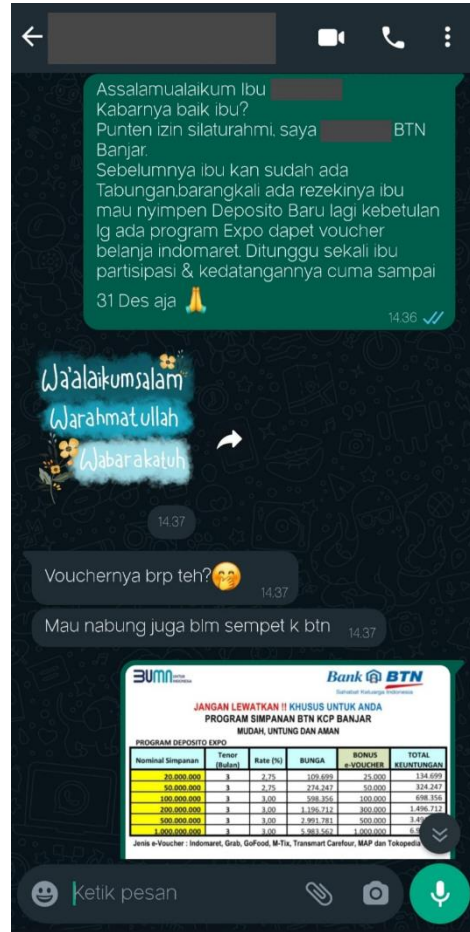 Assalamualaikum Ibu
Kabarnya baik ibu?
Punten izin silaturahmi, saya BTN
Banjar.
Sebelumnya ibu kan sudah ada
Tabungan,barangkali ada rezekinya ibu
mau nyimpen Deposito Baru lagi kebetulan
lg ada program Expo dapet voucher
belanja indomaret. Ditunggu sekali ibu
partisipasi & kedatangannya cuma sampai
31 Des aja 🙏
14.36
Wa'alaikumsalam
Warahmatullah
Wabarakatuh
14.37
Vouchernya brp teh?🤭
14.37
Mau nabung juga blm sempet k btn
14.37
BUMN UNTUK INDONESIA
Bank BTN
Sahabat Keluarga Indonesia
JANGAN LEWATKAN !! KHUSUS UNTUK ANDA
PROGRAM SIMPANAN BTN KCP BANJAR
MUDAH, UNTUNG DAN AMAN
PROGRAM DEPOSITO EXPO
Nominal Simpanan Tenor (Bulan) Rate (%) BUNGA BONUS e-VOUCHER TOTAL KEUNTUNGAN
20.000.000 3 2,75 109.699 25.000 134.699
50.000.000 3 2,75 274.247 50.000 324.247
100.000.000 3 3,00 598.356 100.000 698.356
200.000.000 3 3,00 1.196.712 300.000 1.496.712
500.000.000 3 3,00 2.991.781 500.000
1.000.000.000 3 3,00 5.983.562 1.000.000
Jenis e-Voucher : Indomaret, Grab, GoFood, M-Tix, Transmart Carefour, MAP dan Tokopedia
Ketik pesan